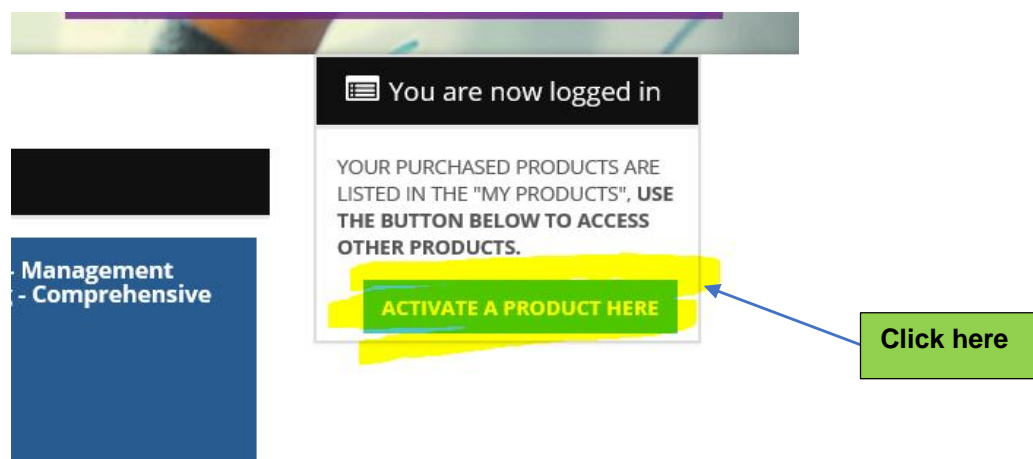 You are now logged in
YOUR PURCHASED PRODUCTS ARE
LISTED IN THE "MY PRODUCTS", USE
THE BUTTON BELOW TO ACCESS
OTHER PRODUCTS.
- Management
- Comprehensive
ACTIVATE A PRODUCT HERE
Click here